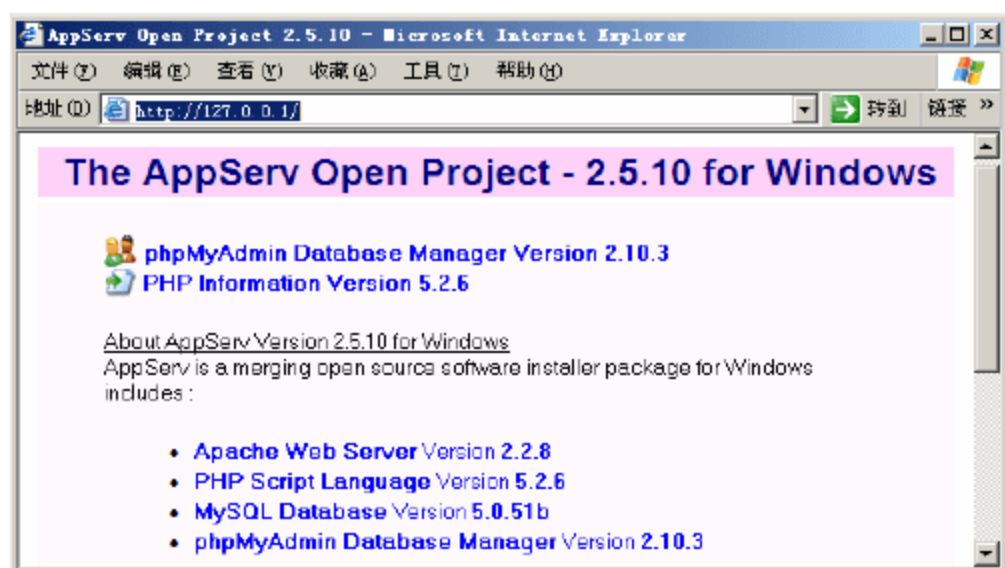 AppServ Open Project 2.5.10 - Microsoft Internet Explorer
文件(F) 编辑(E) 查看(V) 收藏(A) 工具(T) 帮助(H)
地址(D) http://127.0.0.1/ 转到 链接 »
The AppServ Open Project - 2.5.10 for Windows
phpMyAdmin Database Manager Version 2.10.3
PHP Information Version 5.2.6
About AppServ Version 2.5.10 for Windows
AppServ is a merging open source software installer package for Windows
includes :
• Apache Web Server Version 2.2.8
• PHP Script Language Version 5.2.6
• MySQL Database Version 5.0.51b
• phpMyAdmin Database Manager Version 2.10.3